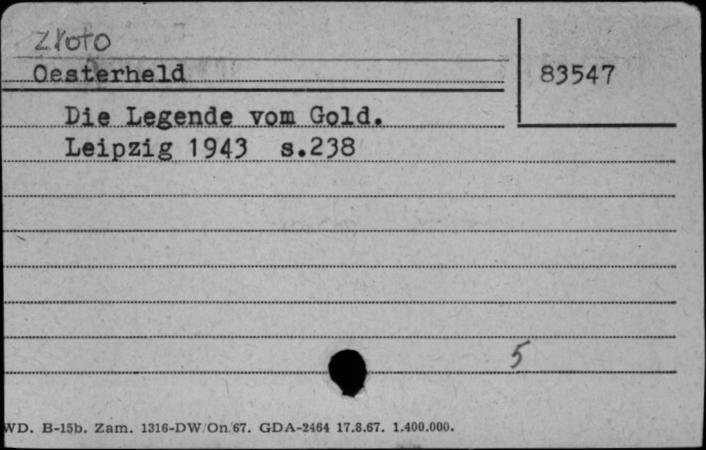 Złoto
Oesterheld
83547
Die Legende vom Gold.
Leipzig 1943 s.238
5
WD. B-15b. Zam. 1316-DW/On/67. GDA-2464 17.8.67. 1.400.000.